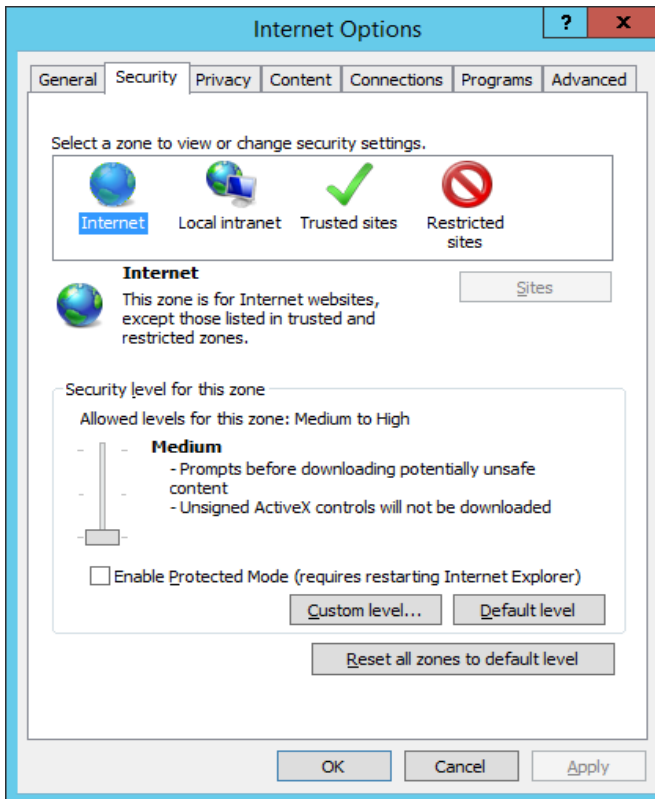 Internet Options
?
x
General Security Privacy Content Connections Programs Advanced
Select a zone to view or change security settings.
Internet Local intranet Trusted sites Restricted
sites
Internet
Sites
This zone is for Internet websites,
except those listed in trusted and
restricted zones.
Security level for this zone
Allowed levels for this zone: Medium to High
Medium
- Prompts before downloading potentially unsafe
content
- Unsigned ActiveX controls will not be downloaded
Enable Protected Mode (requires restarting Internet Explorer)
Custom level... Default level
Reset all zones to default level
OK Cancel Apply